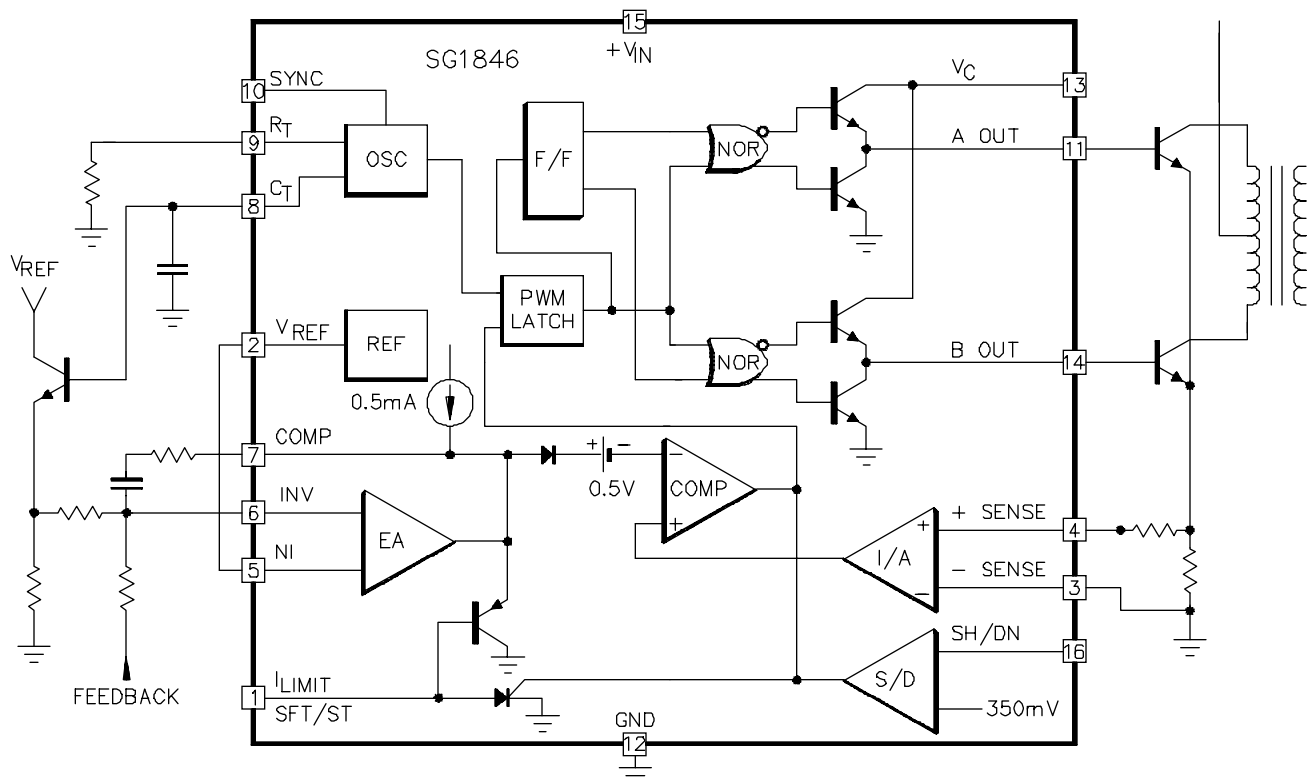 15
+VIN
SG1846
10
SYNC
VC
13
9
RT
OSC
F/F
NOR
A OUT
11
8
CT
VREF
PWM
LATCH
2
VREF
REF
NOR
B OUT
14
0.5mA
7
COMP
+ -
0.5V
-
COMP
+
6
INV
EA
5
NI
+
+ SENSE
4
I/A
-
- SENSE
3
SH/DN
16
S/D
350mV
FEEDBACK
1
ILIMIT
SFT/ST
GND
12